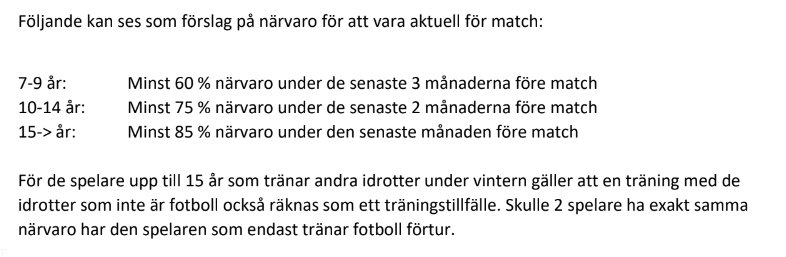 Följande kan ses som förslag på närvaro för att vara aktuell för match:
7-9 år: Minst 60 % närvaro under de senaste 3 månaderna före match
10-14 år: Minst 75 % närvaro under de senaste 2 månaderna före match
15-> år: Minst 85 % närvaro under den senaste månaden före match
För de spelare upp till 15 år som tränar andra idrotter under vintern gäller att en träning med de
idrotter som inte är fotboll också räknas som ett träningstillfälle. Skulle 2 spelare ha exakt samma
närvaro har den spelaren som endast tränar fotboll förtur.